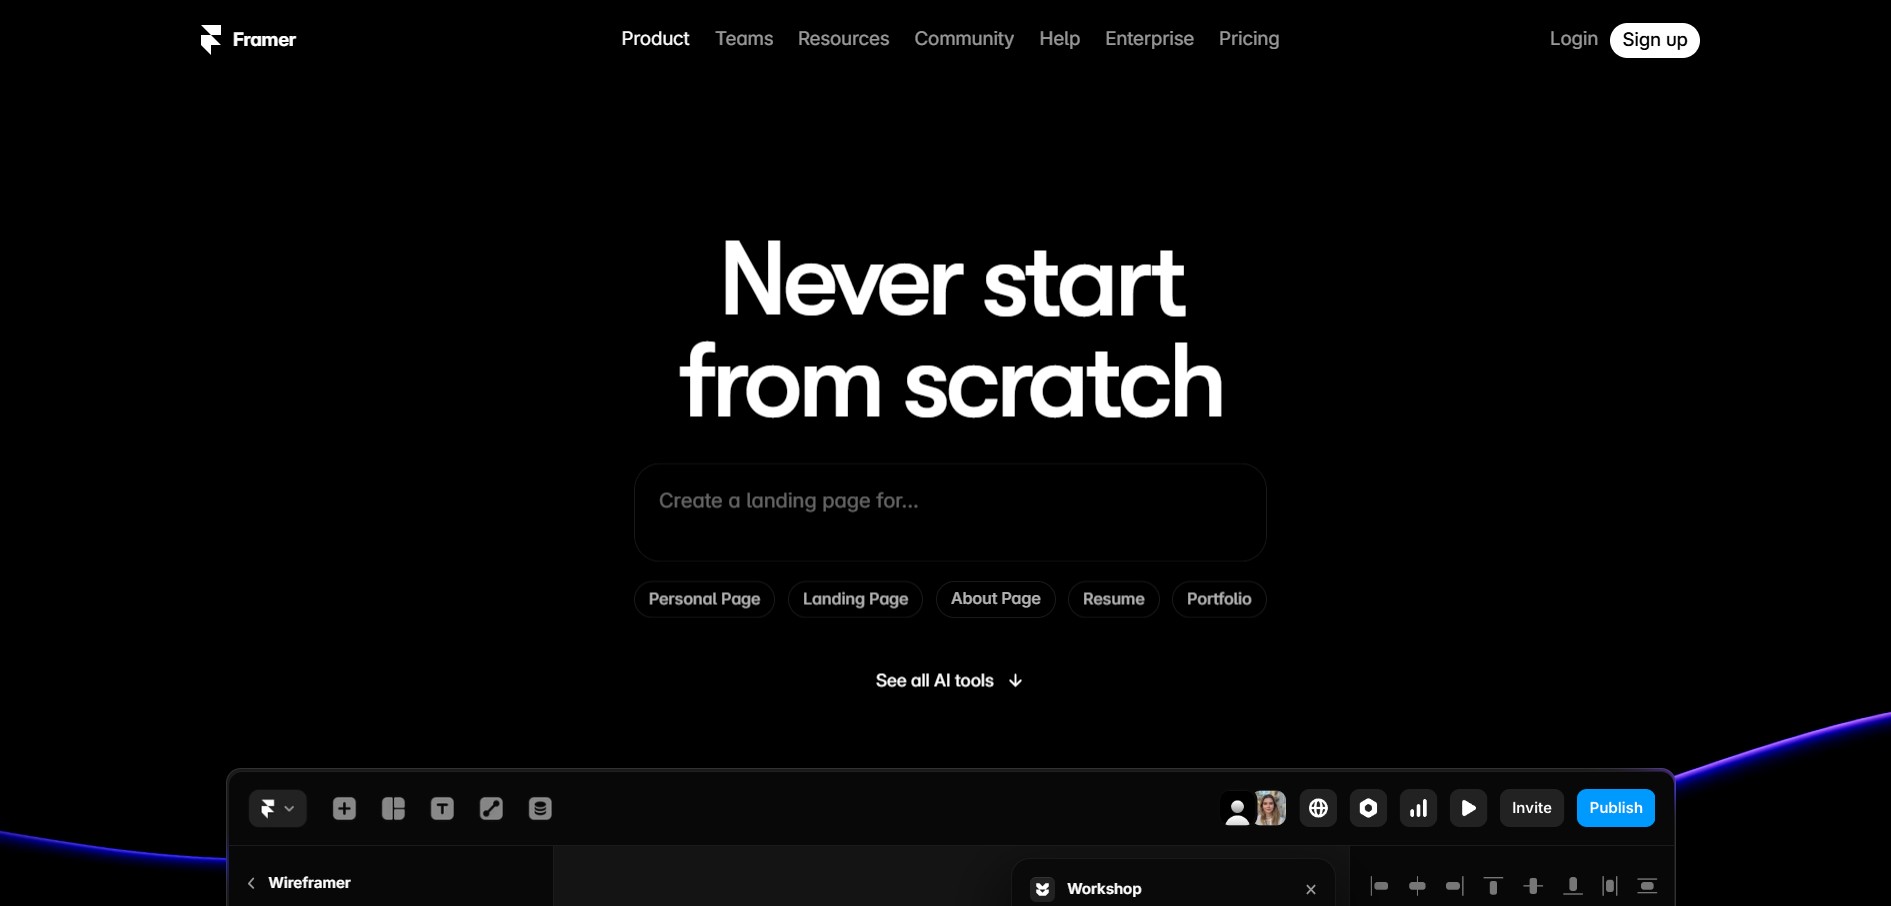 Framer
Product Teams Resources Community Help Enterprise Pricing
Login Sign up
Never start
from scratch
Create a landing page for...
Personal Page Landing Page About Page Resume Portfolio
See all AI tools ↓
T
Invite Publish
Wireframer
Workshop